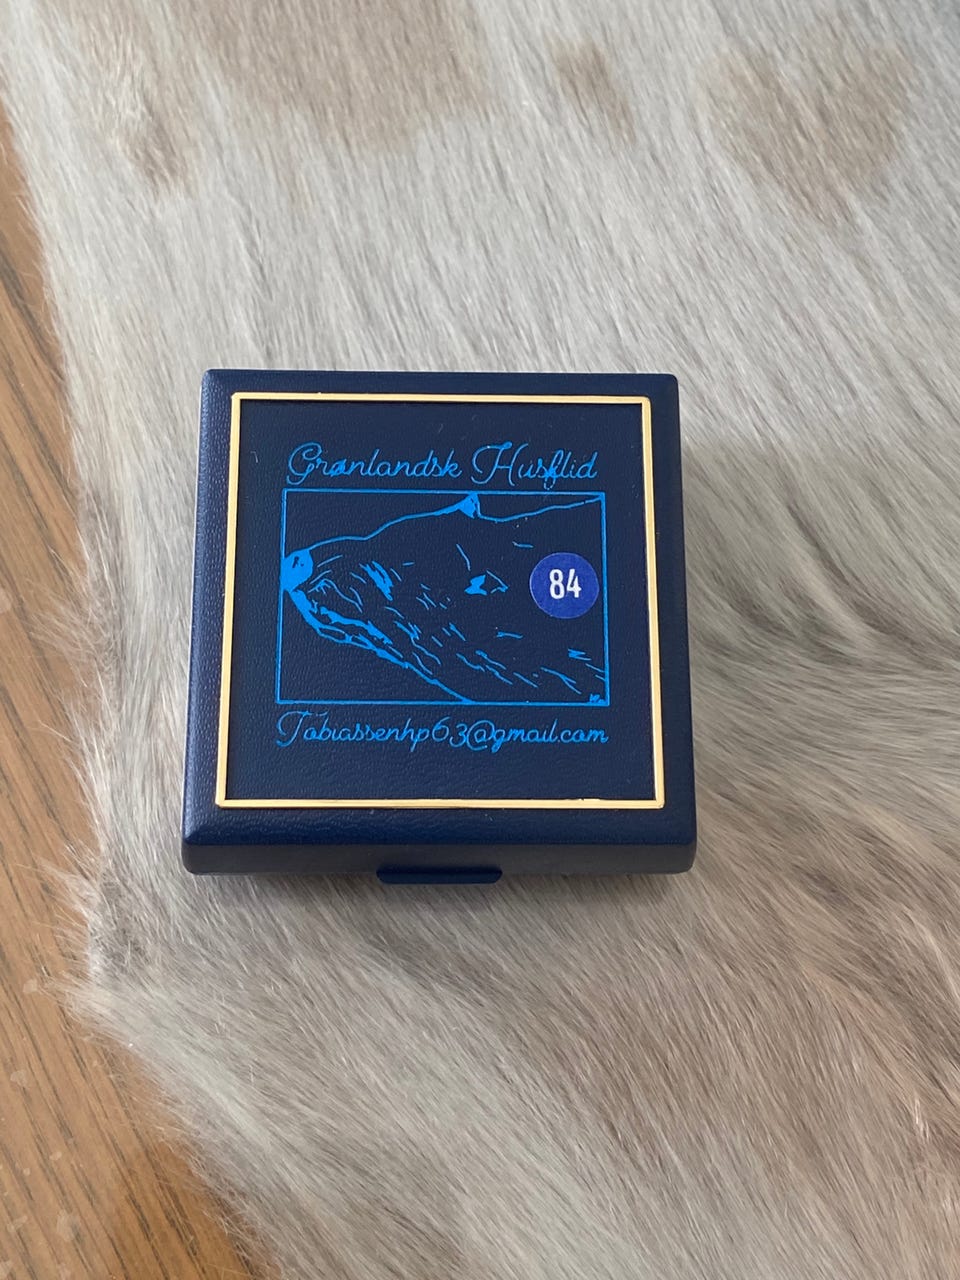 Grønlandsk Husflid
84
Tobiassenhp63@gmail.com